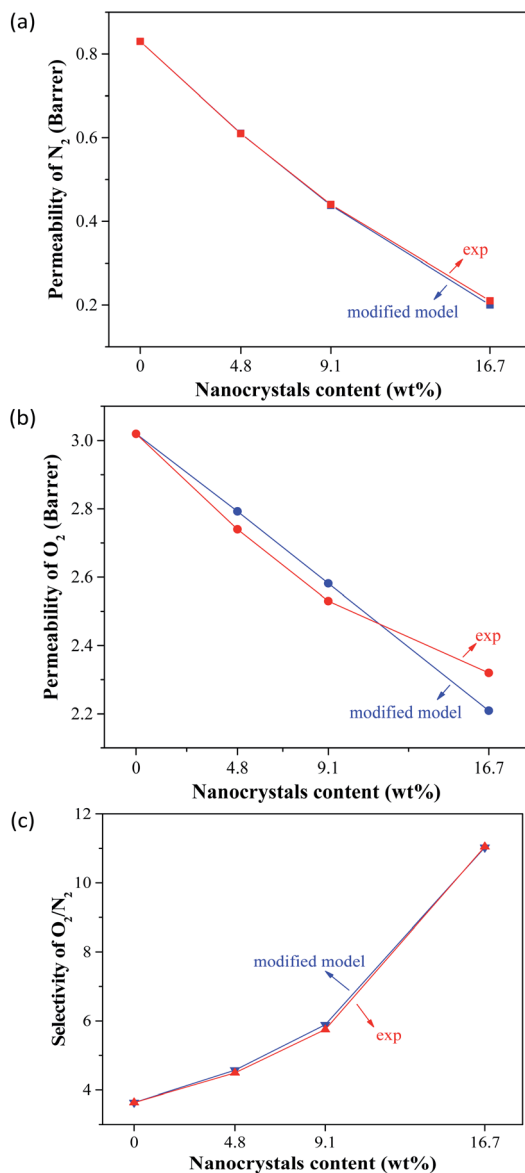 (a)
Permeability of N2 (Barrer)
0.8
0.6
0.4
0.2
exp
modified model
0 4.8 9.1 16.7
Nanocrystals content (wt%)
(b)
Permeability of O2 (Barrer)
3.0
2.8
2.6
2.4
2.2
exp
modified model
0 4.8 9.1 16.7
Nanocrystals content (wt%)
(c)
Selectivity of O2/N2
12
10
8
6
4
modified model
exp
0 4.8 9.1 16.7
Nanocrystals content (wt%)